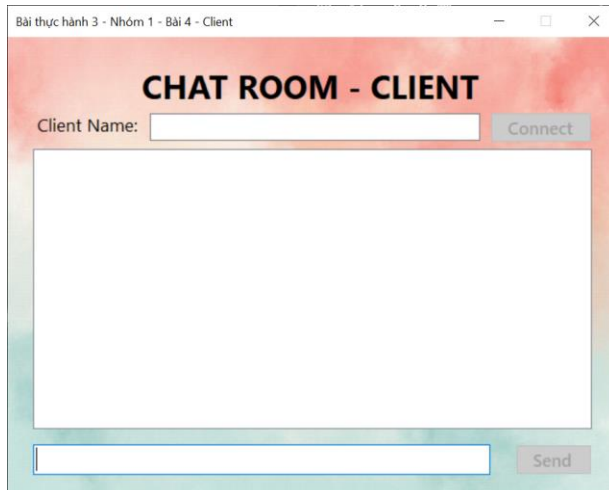 Bài thực hành 3 - Nhóm 1 - Bài 4 - Client
CHAT ROOM - CLIENT
Client Name:
Connect
Send